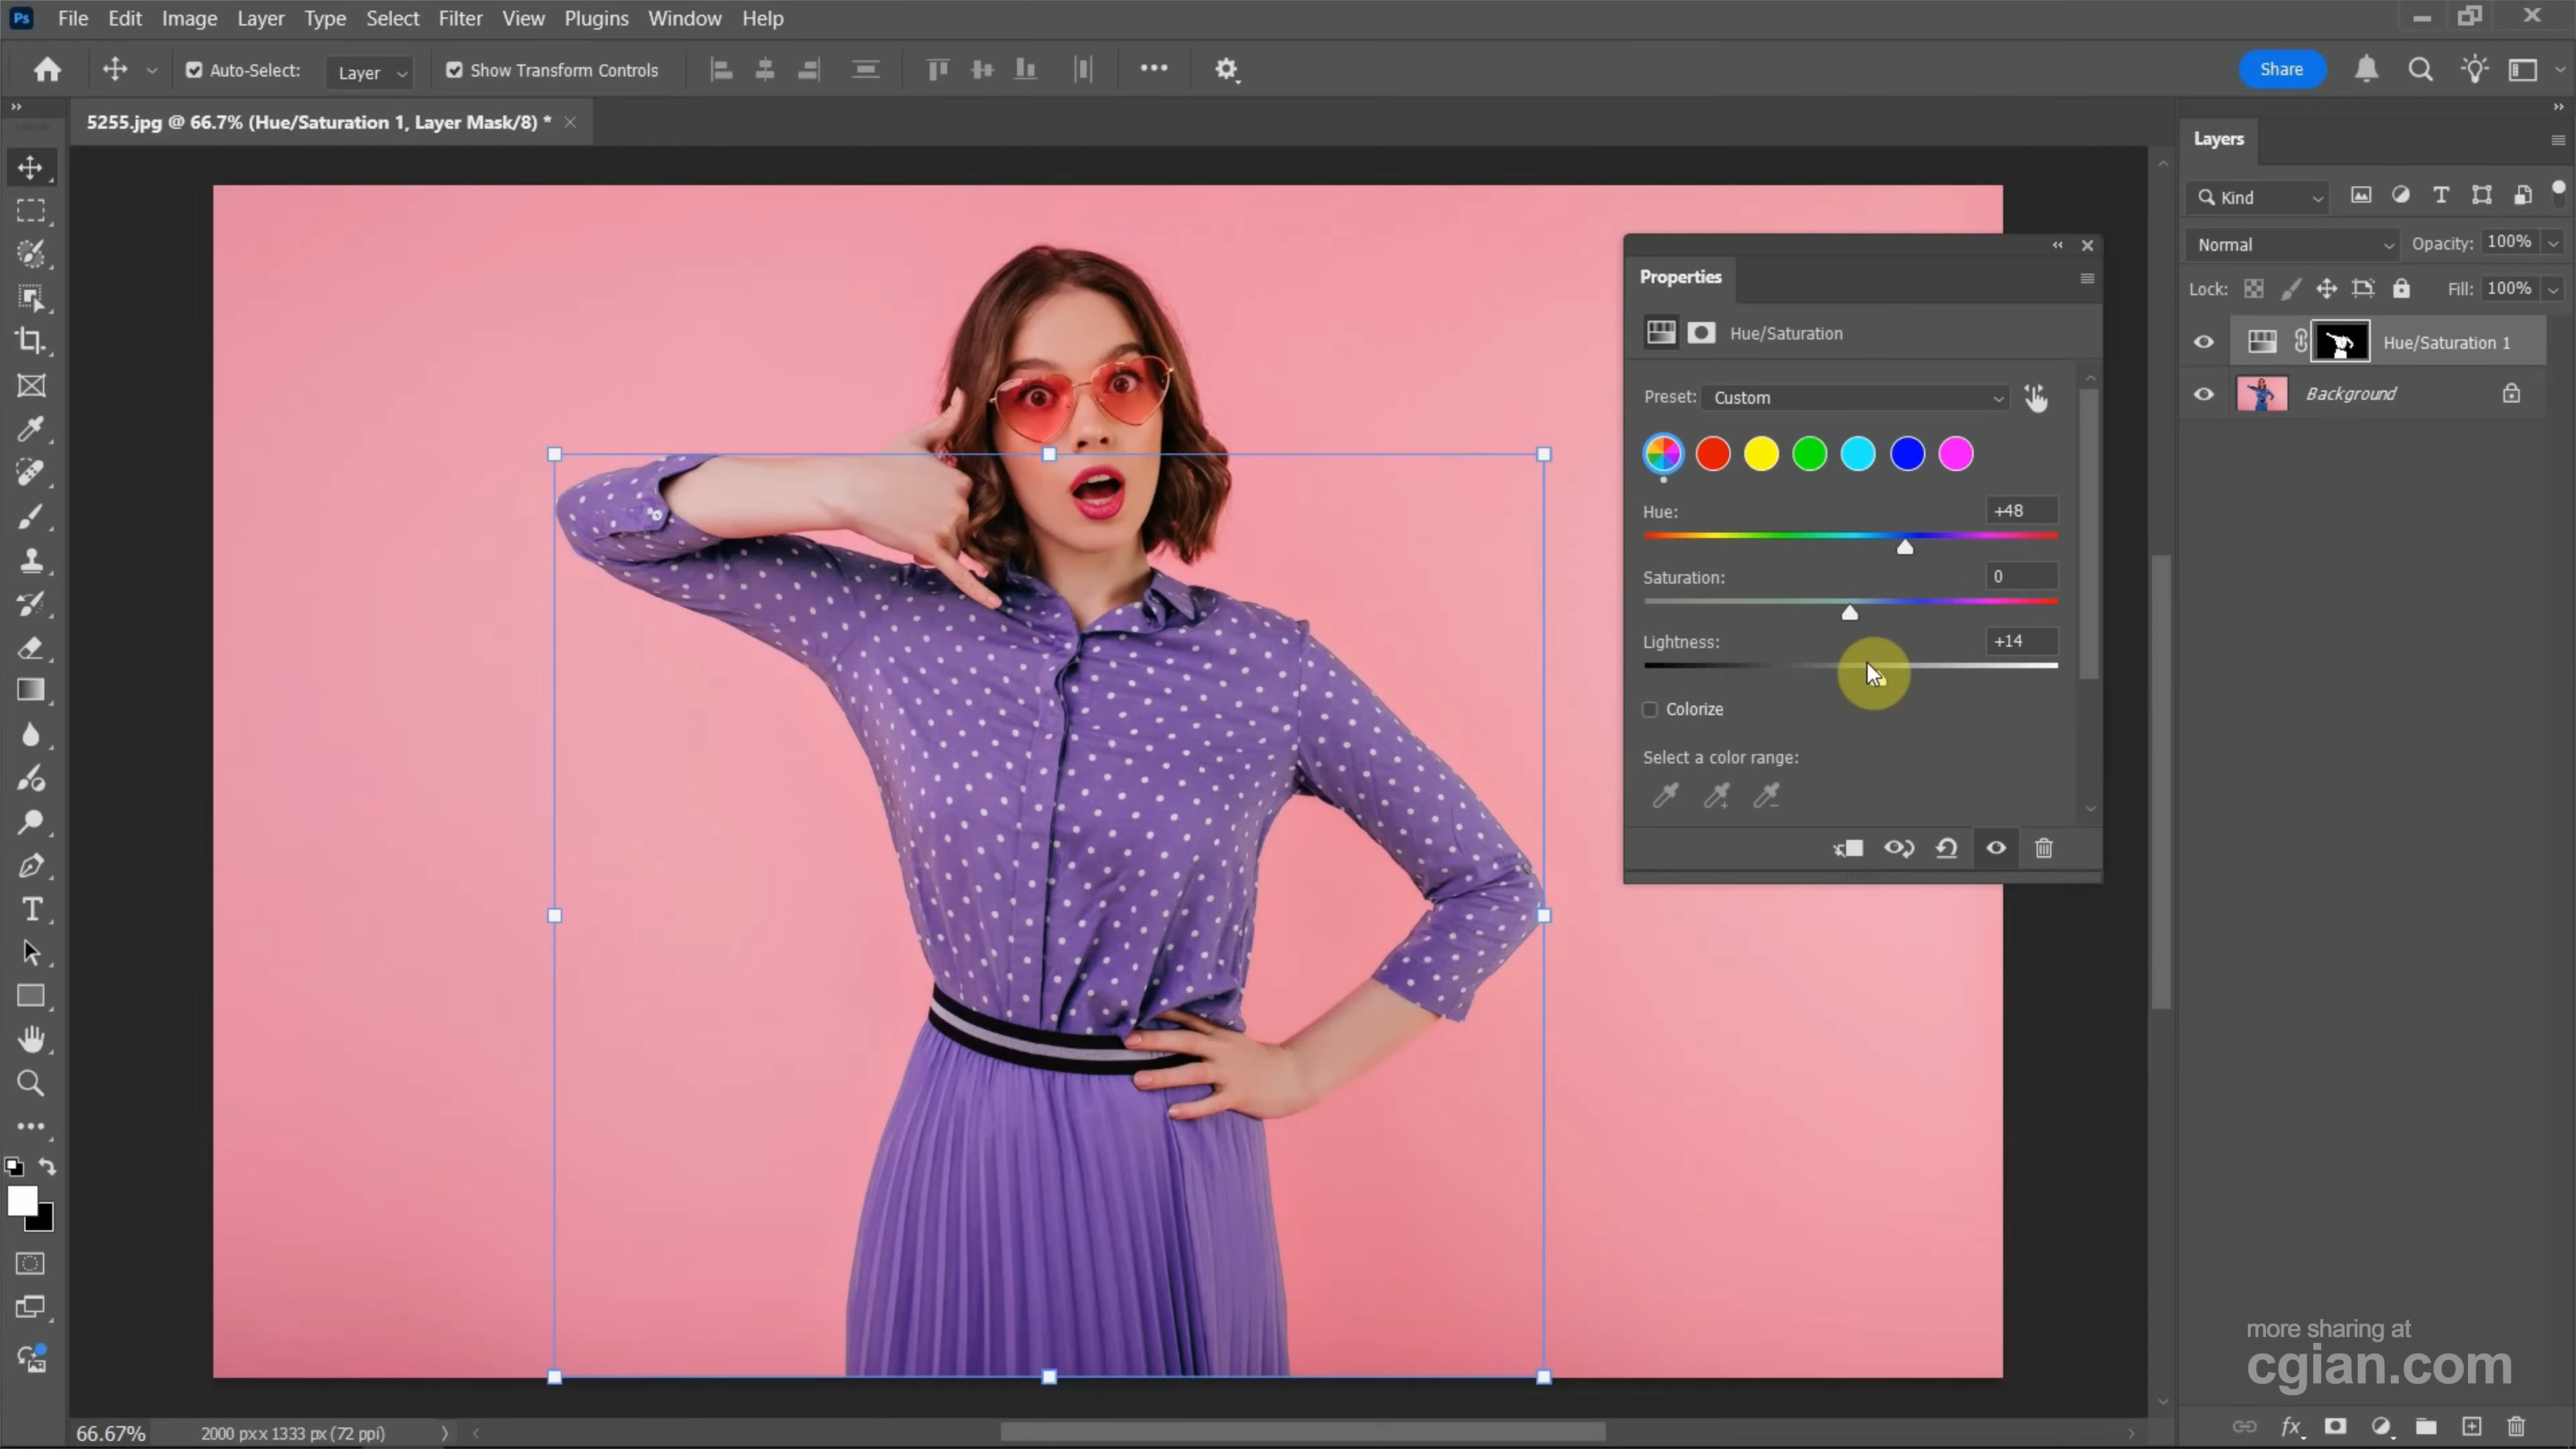 Ps File Edit Image Layer Type Select Filter View Plugins Window Help
Auto-Select: Layer Show Transform Controls Share
5255.jpg @ 66.7% (Hue/Saturation 1, Layer Mask/8) *
Layers
Kind
Normal Opacity: 100%
Lock: Fill: 100%
Hue/Saturation 1
Background
Properties
Hue/Saturation
Preset: Custom
Hue: +48
Saturation: 0
Lightness: +14
Colorize
Select a color range:
more sharing at
cgian.com
66.67% 2000 px x 1333 px (72 ppi)